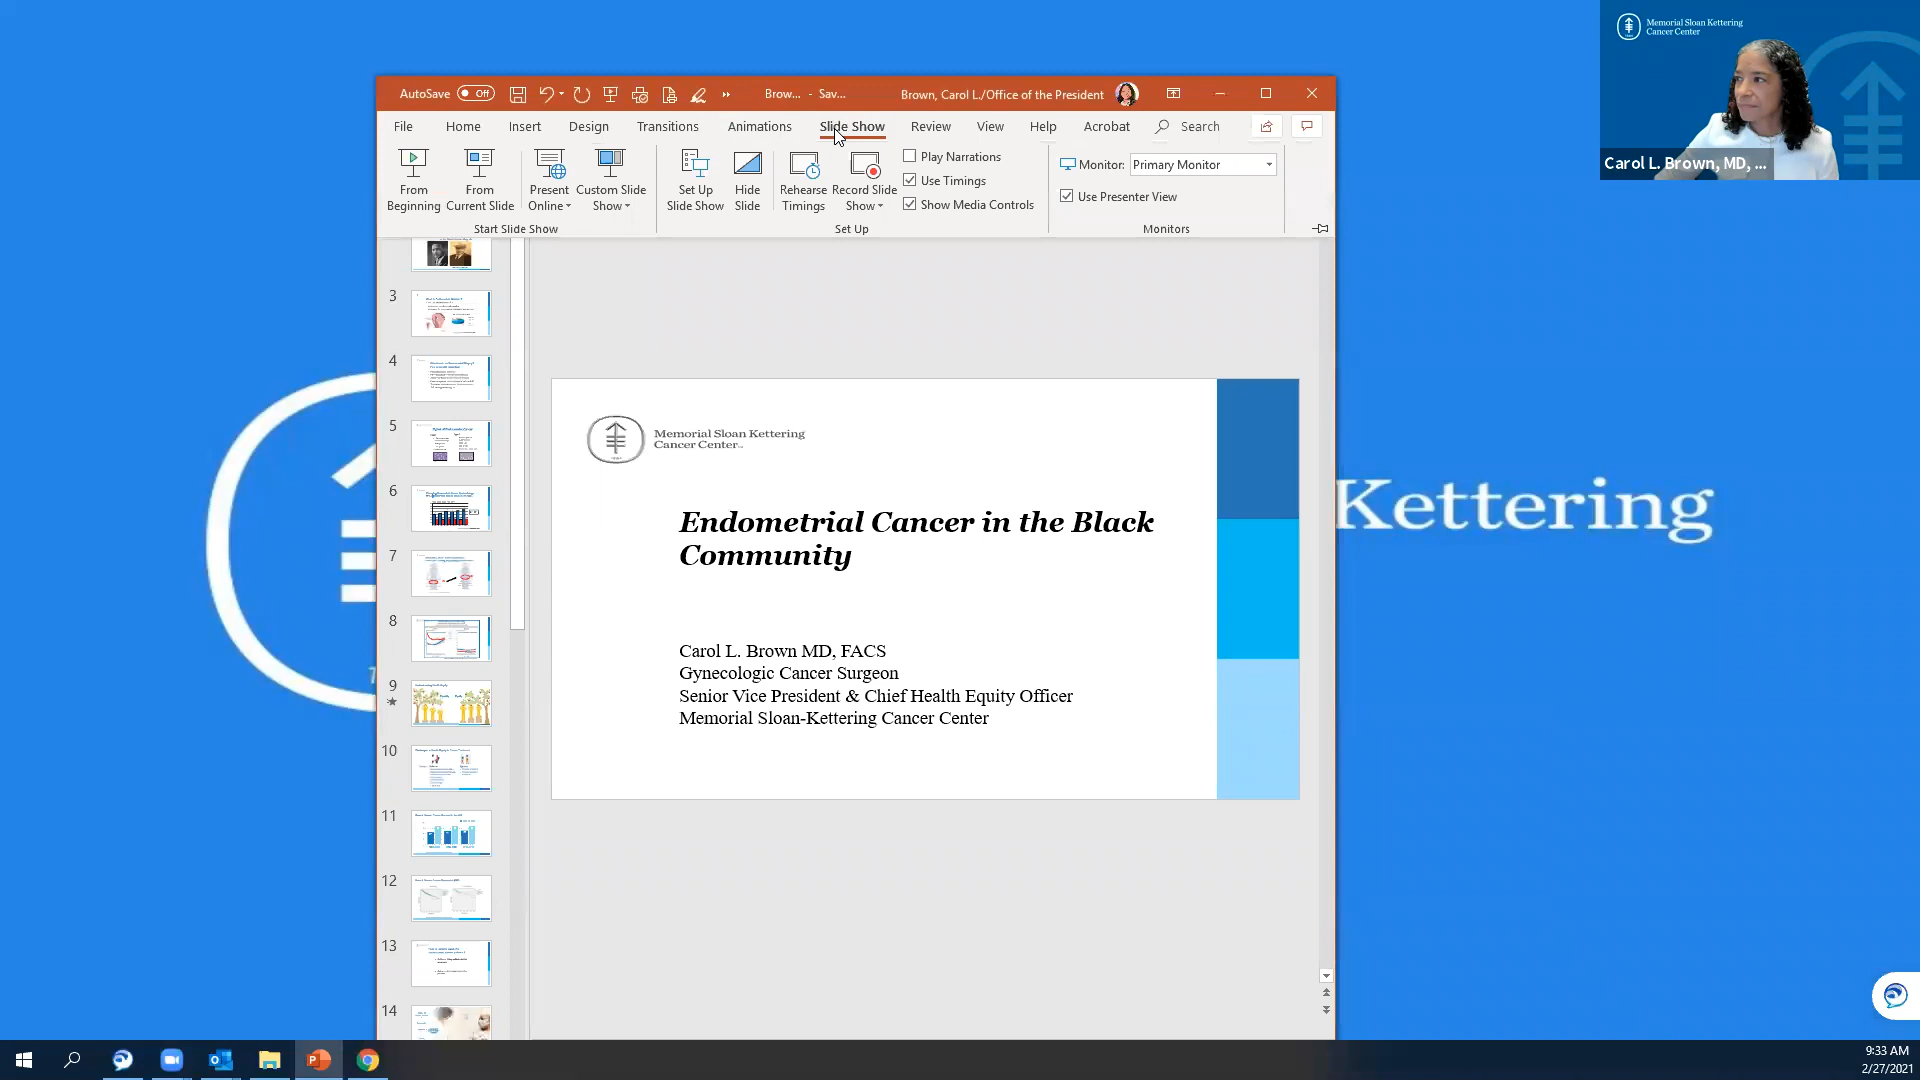 Memorial Sloan Kettering
Cancer Center
Carol L. Brown, MD, ...
AutoSave Off
Brow... - Sav...
Brown, Carol L./Office of the President
File Home Insert Design Transitions Animations Slide Show Review View Help Acrobat Search
From
Beginning
From
Current Slide
Present
Online
Custom Slide
Show
Start Slide Show
Set Up
Slide Show
Hide
Slide
Rehearse
Timings
Record Slide
Show
Play Narrations
Use Timings
Show Media Controls
Set Up
Monitor: Primary Monitor
Use Presenter View
Monitors
3
4
5
6
7
8
9
10
11
12
13
14
Memorial Sloan Kettering
Cancer Center
Endometrial Cancer in the Black
Community
Carol L. Brown MD, FACS
Gynecologic Cancer Surgeon
Senior Vice President & Chief Health Equity Officer
Memorial Sloan-Kettering Cancer Center
Kettering
9:33 AM
2/27/2021